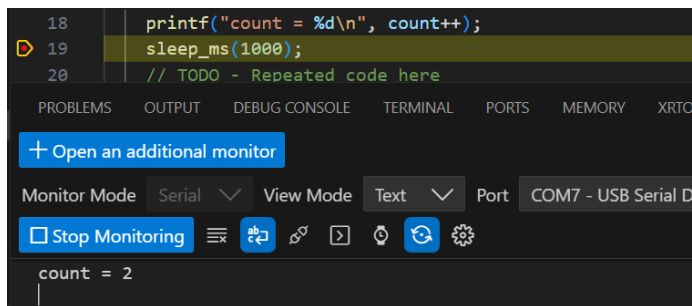 18 printf("count = %d\n", count++);
19 sleep_ms(1000);
20 // TODO - Repeated code here
PROBLEMS OUTPUT DEBUG CONSOLE TERMINAL PORTS MEMORY XRTO
+ Open an additional monitor
Monitor Mode Serial View Mode Text Port COM7 - USB Serial D
Stop Monitoring
count = 2